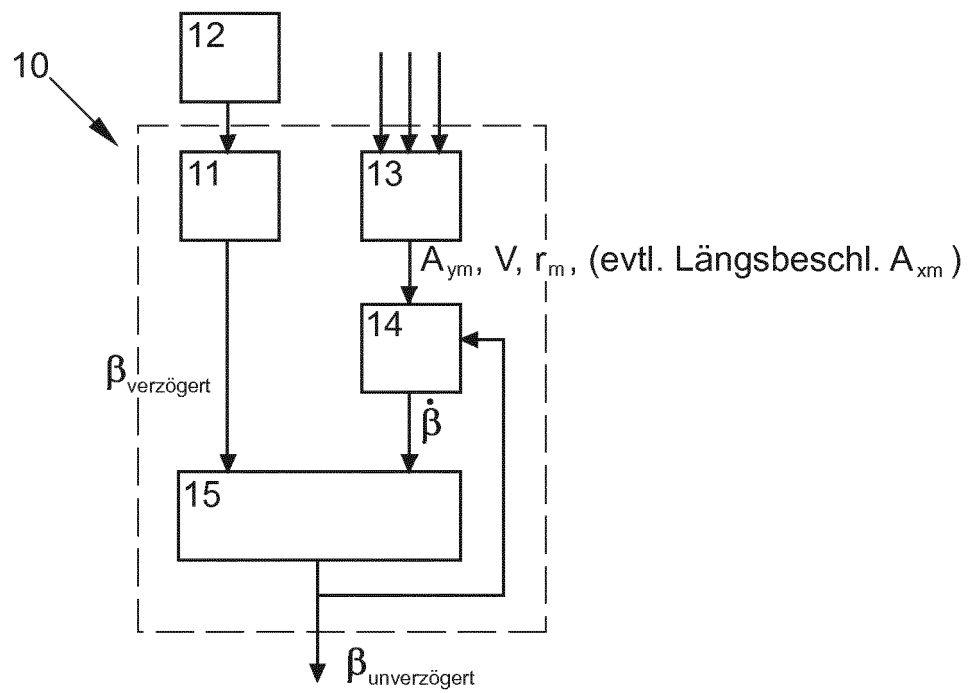 12
10
11
13
A_ym, V, r_m, (evtl. Längsbeschl. A_xm)
14
β_verzögert
β̇
15
β_unverzögert